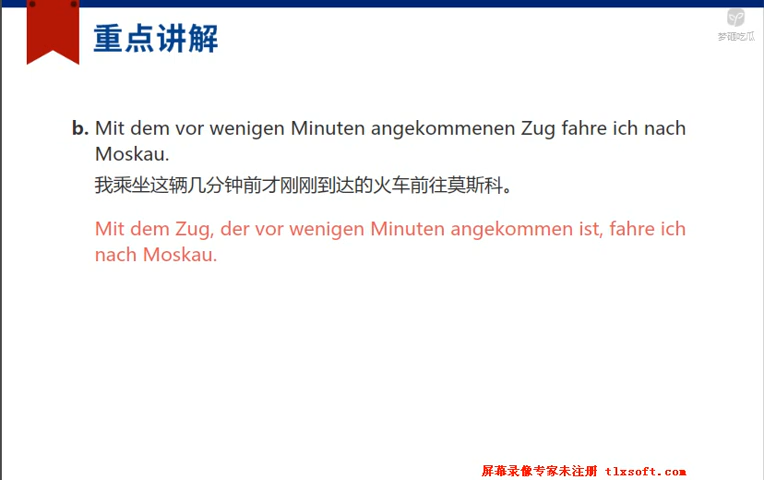 重点讲解
梦砸吃瓜
b. Mit dem vor wenigen Minuten angekommenen Zug fahre ich nach
Moskau.
我乘坐这辆几分钟前才刚刚到达的火车前往莫斯科。
Mit dem Zug, der vor wenigen Minuten angekommen ist, fahre ich
nach Moskau.
屏幕录像专家未注册 tlxsoft.com